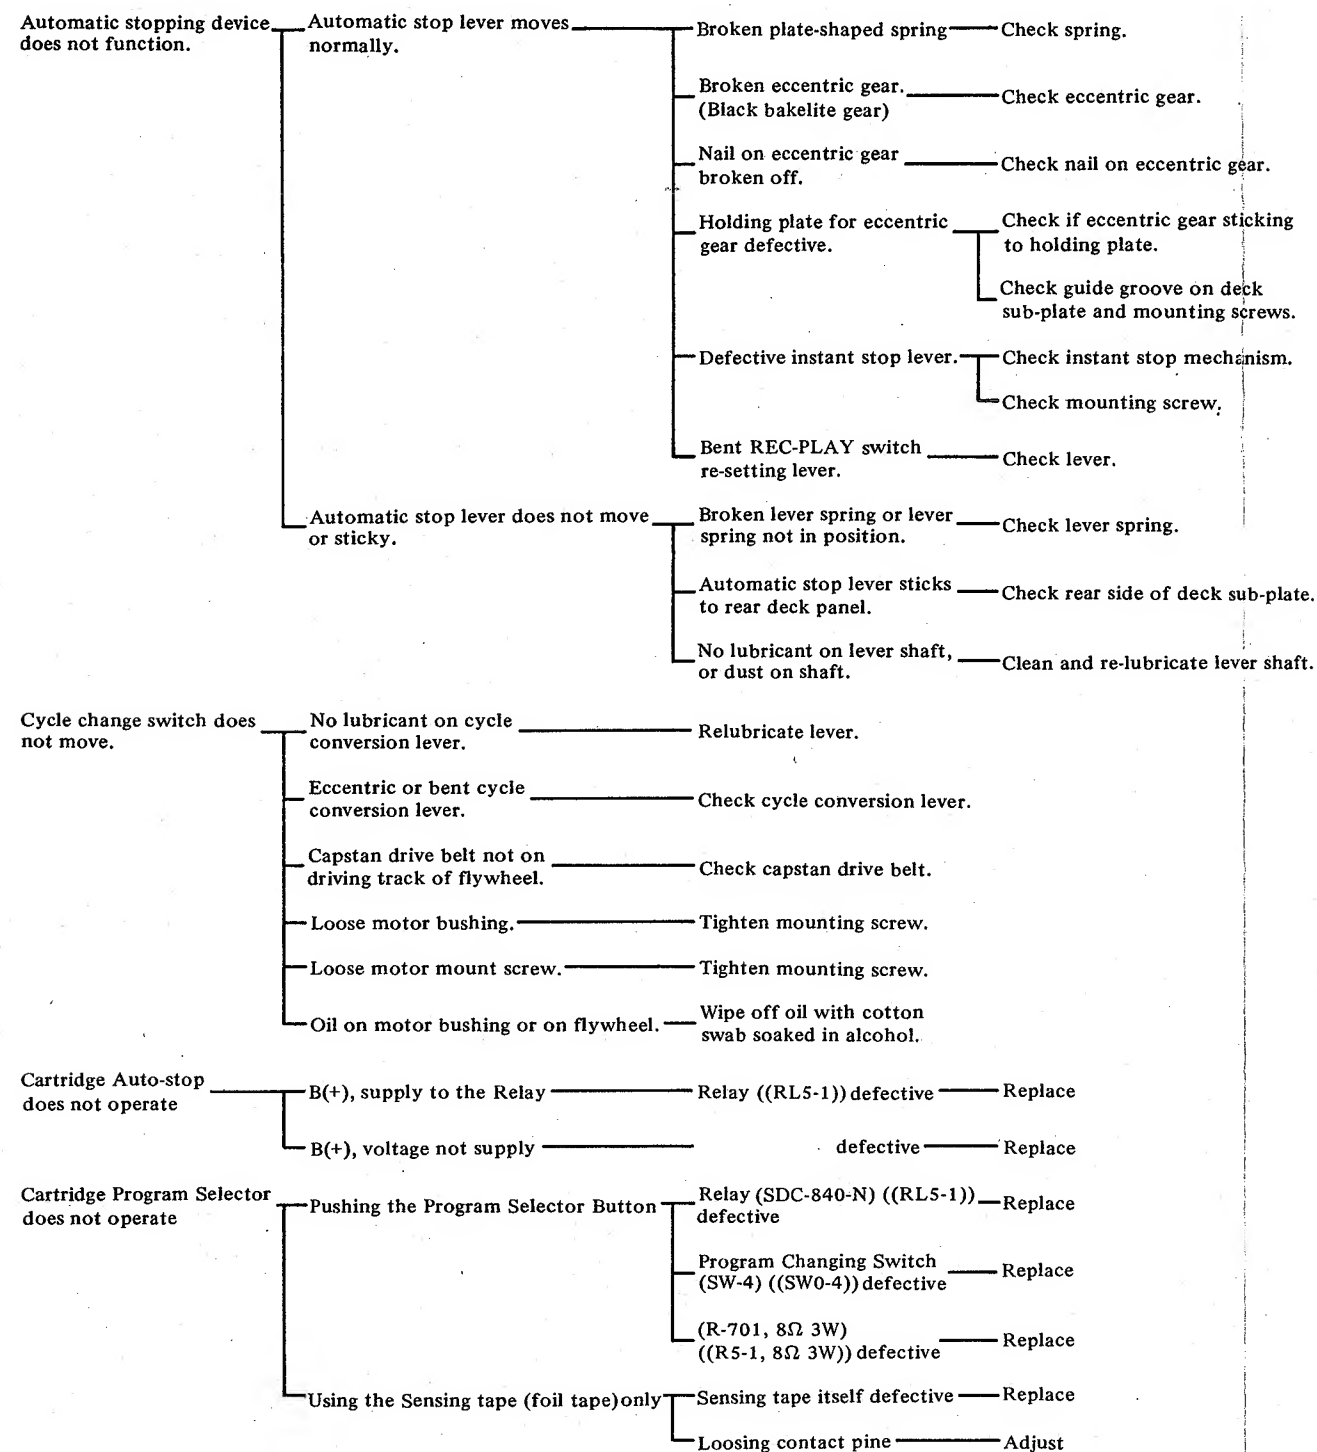 Automatic stopping device
does not function.
Automatic stop lever moves
normally.
Broken plate-shaped spring
Check spring.
Broken eccentric gear.
(Black bakelite gear)
Check eccentric gear.
Nail on eccentric gear
broken off.
Check nail on eccentric gear.
Holding plate for eccentric
gear defective.
Check if eccentric gear sticking
to holding plate.
Check guide groove on deck
sub-plate and mounting screws.
Defective instant stop lever.
Check instant stop mechanism.
Check mounting screw.
Bent REC-PLAY switch
re-setting lever.
Check lever.
Automatic stop lever does not move
or sticky.
Broken lever spring or lever
spring not in position.
Check lever spring.
Automatic stop lever sticks
to rear deck panel.
Check rear side of deck sub-plate.
No lubricant on lever shaft,
or dust on shaft.
Clean and re-lubricate lever shaft.
Cycle change switch does
not move.
No lubricant on cycle
conversion lever.
Relubricate lever.
Eccentric or bent cycle
conversion lever.
Check cycle conversion lever.
Capstan drive belt not on
driving track of flywheel.
Check capstan drive belt.
Loose motor bushing.
Tighten mounting screw.
Loose motor mount screw.
Tighten mounting screw.
Oil on motor bushing or on flywheel.
Wipe off oil with cotton
swab soaked in alcohol.
Cartridge Auto-stop
does not operate
B(+), supply to the Relay
Relay ((RL5-1)) defective
Replace
B(+), voltage not supply
defective
Replace
Cartridge Program Selector
does not operate
Pushing the Program Selector Button
Relay (SDC-840-N) ((RL5-1))
defective
Replace
Program Changing Switch
(SW-4) ((SW0-4)) defective
Replace
(R-701, 8Ω 3W)
((R5-1, 8Ω 3W)) defective
Replace
Using the Sensing tape (foil tape) only
Sensing tape itself defective
Replace
Loosing contact pine
Adjust